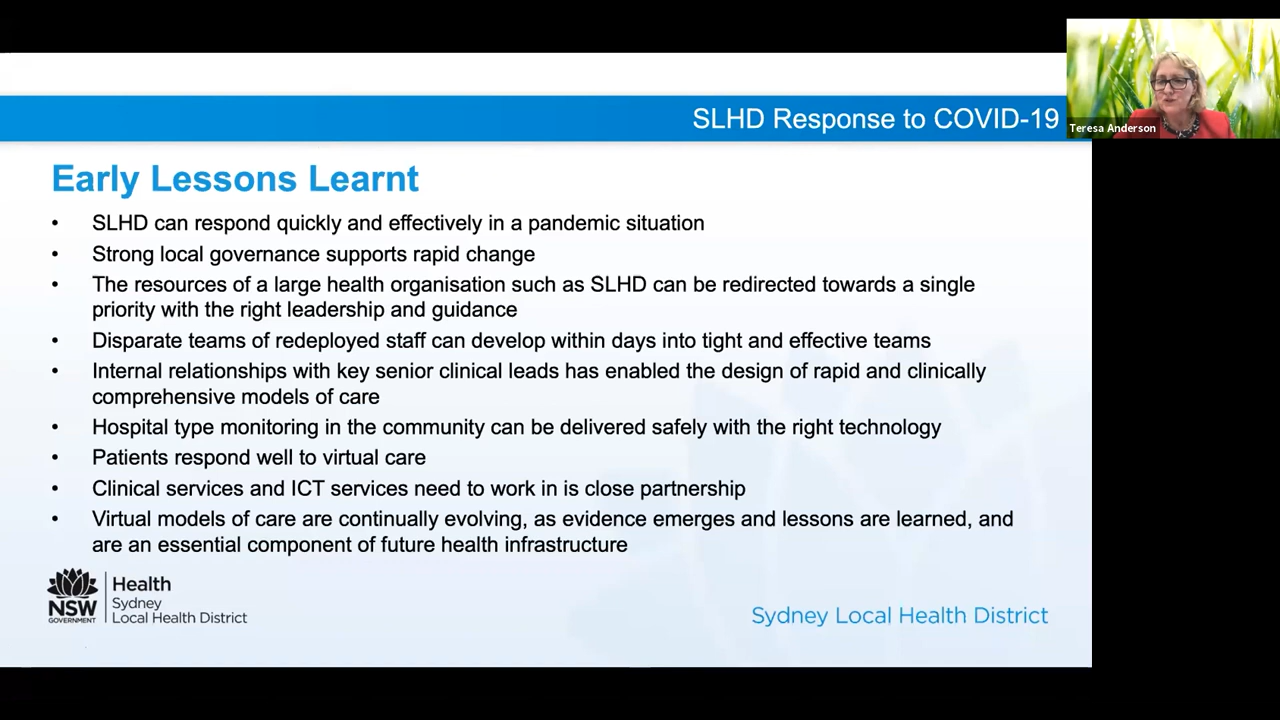 SLHD Response to COVID-19
Teresa Anderson
Early Lessons Learnt
• SLHD can respond quickly and effectively in a pandemic situation
• Strong local governance supports rapid change
• The resources of a large health organisation such as SLHD can be redirected towards a single
priority with the right leadership and guidance
• Disparate teams of redeployed staff can develop within days into tight and effective teams
• Internal relationships with key senior clinical leads has enabled the design of rapid and clinically
comprehensive models of care
• Hospital type monitoring in the community can be delivered safely with the right technology
• Patients respond well to virtual care
• Clinical services and ICT services need to work in is close partnership
• Virtual models of care are continually evolving, as evidence emerges and lessons are learned, and
are an essential component of future health infrastructure
NSW
GOVERNMENT
Health
Sydney
Local Health District
Sydney Local Health District